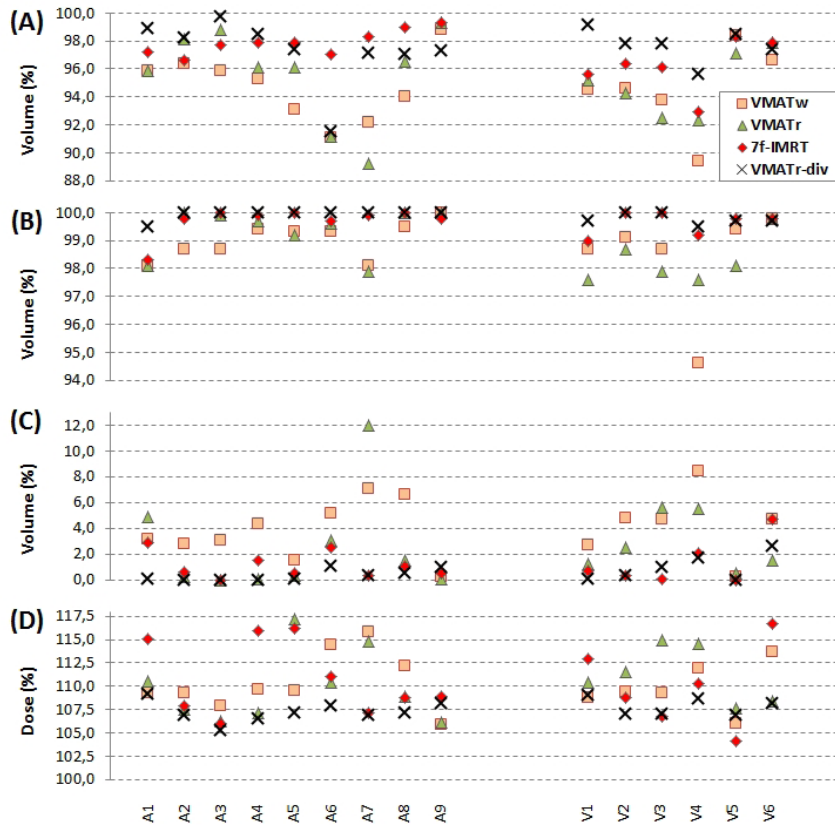 (A)
Volume (%)
100,0
98,0
96,0
94,0
92,0
90,0
88,0
VMATw
VMATr
7f-IMRT
VMATr-div
(B)
Volume (%)
100,0
99,0
98,0
97,0
96,0
95,0
94,0
(C)
Volume (%)
12,0
10,0
8,0
6,0
4,0
2,0
0,0
(D)
Dose (%)
117,5
115,0
112,5
110,0
107,5
105,0
102,5
100,0
A1 A2 A3 A4 A5 A6 A7 A8 A9 V1 V2 V3 V4 V5 V6